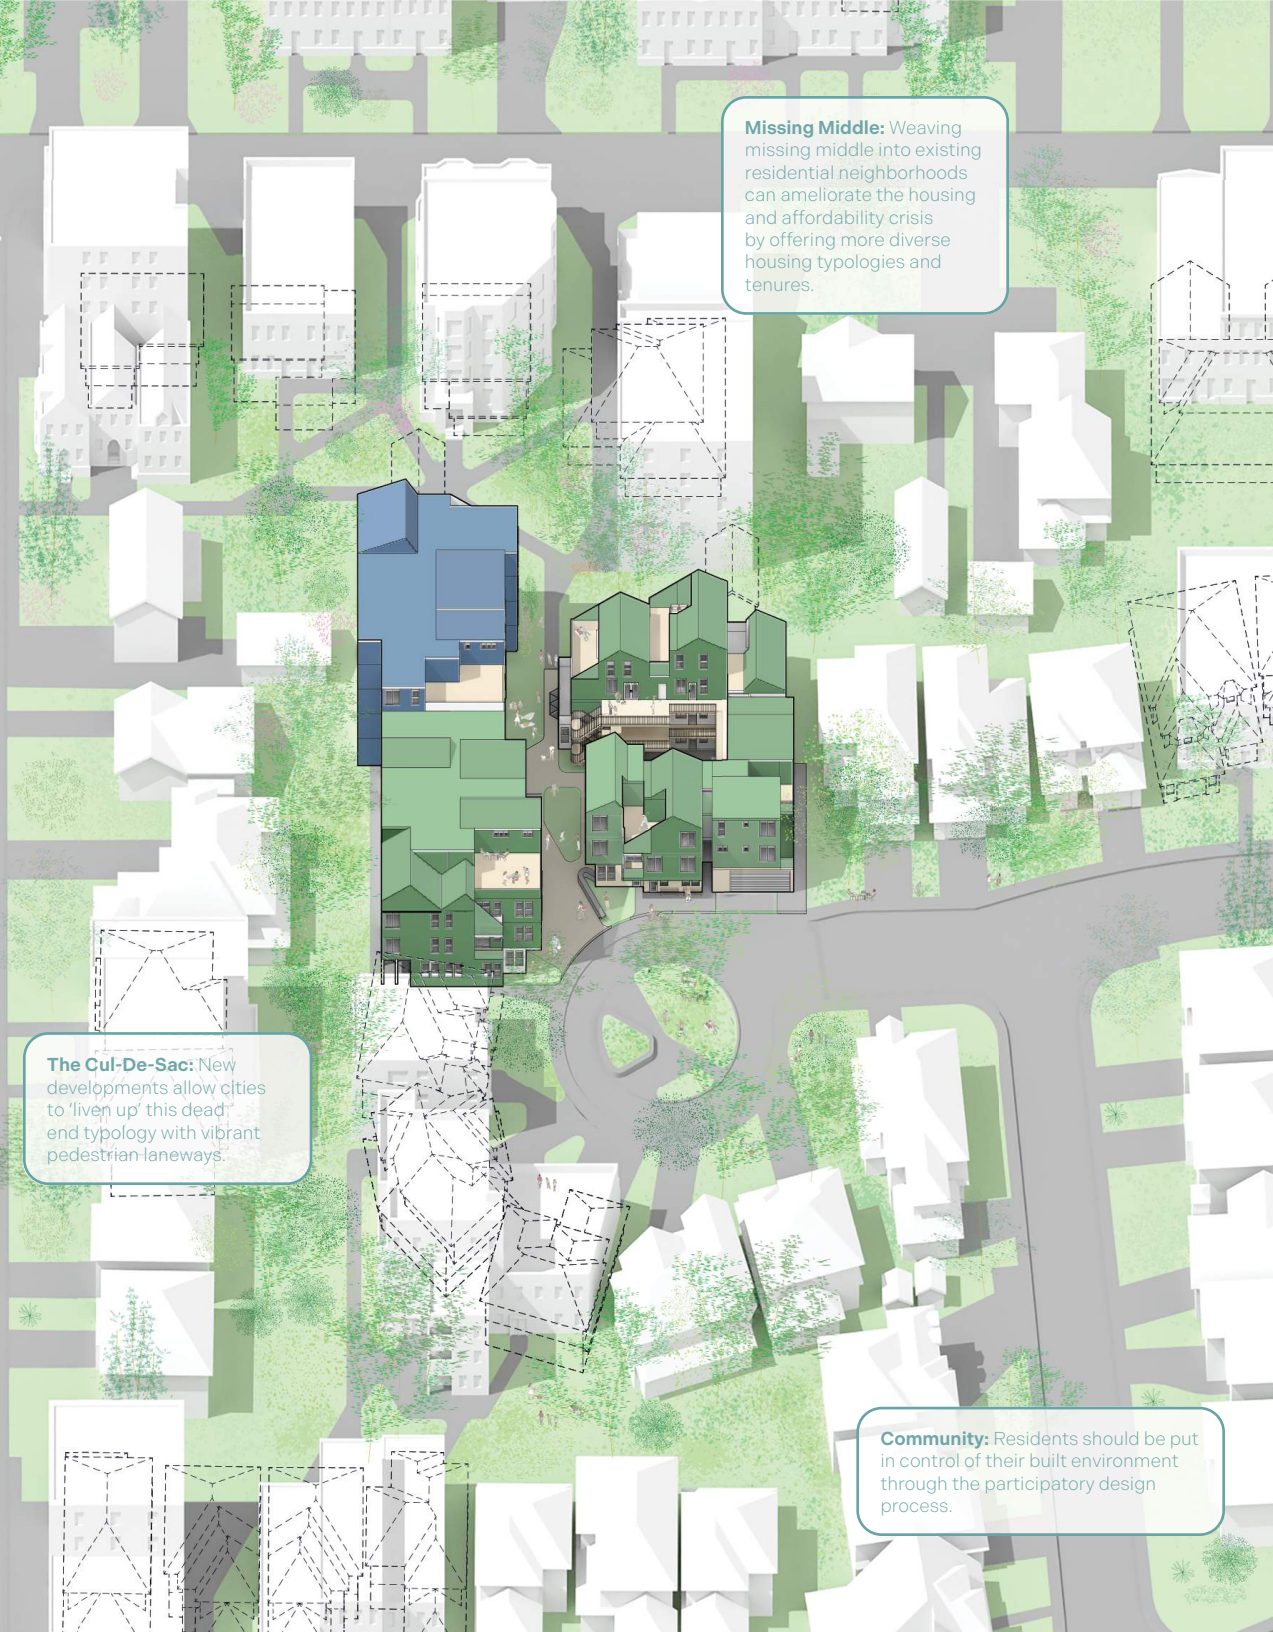 Missing Middle: Weaving
missing middle into existing
residential neighborhoods
can ameliorate the housing
and affordability crisis
by offering more diverse
housing typologies and
tenures.
The Cul-De-Sac: New
developments allow cities
to ‘liven up’ this dead
end typology with vibrant
pedestrian laneways.
Community: Residents should be put
in control of their built environment
through the participatory design
process.